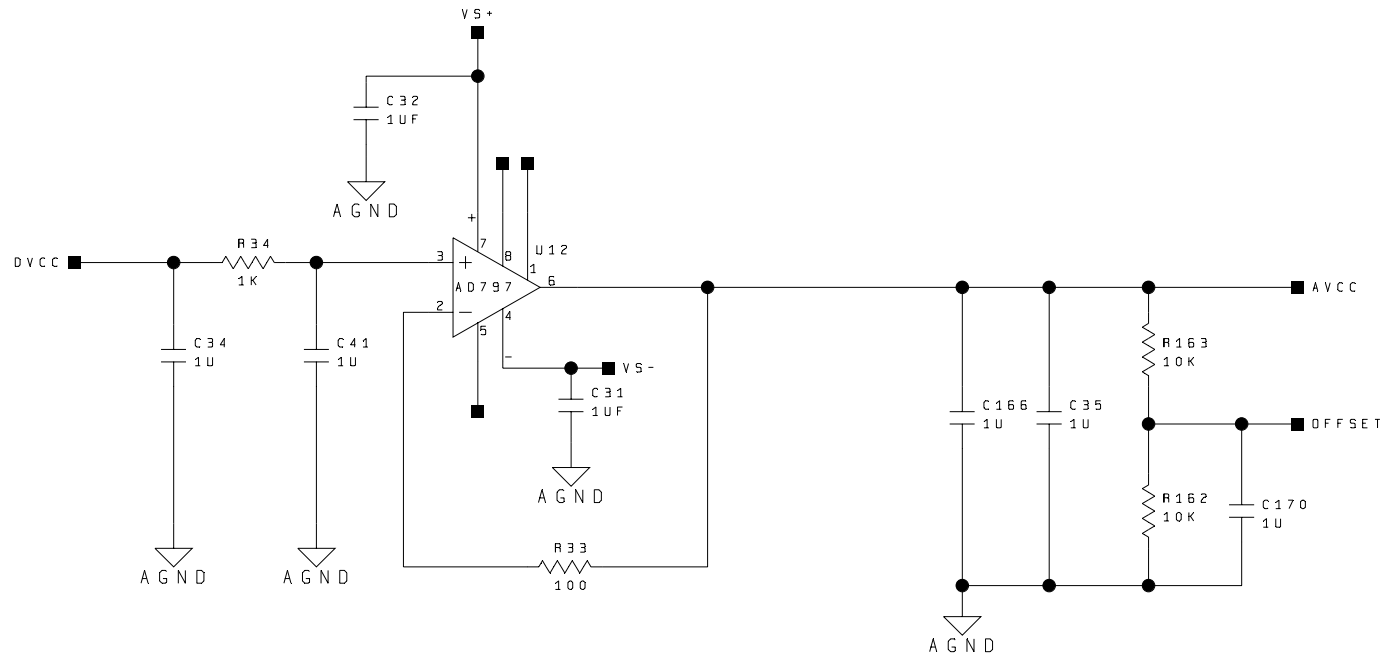 VS+
C32
1UF
AGND
+
R34
1K
DVCC
3
+
7
8
1
U12
AD797
6
2
−
5
4
−
VS-
AVCC
C34
1U
AGND
C41
1U
AGND
C31
1UF
AGND
R33
100
C166
1U
C35
1U
R163
10K
OFFSET
R162
10K
C170
1U
AGND